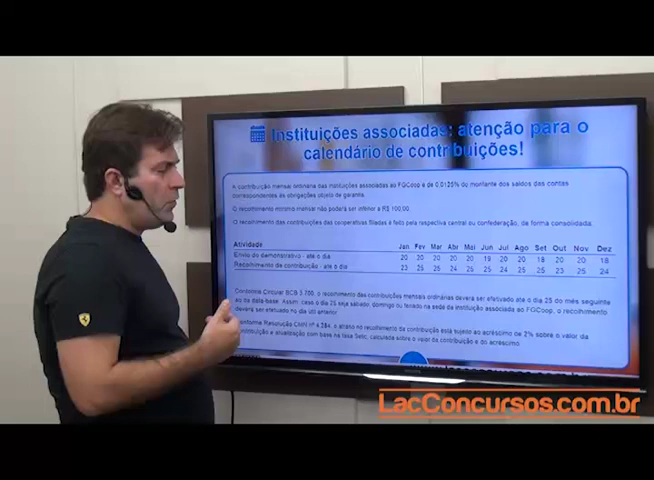 Instituições associadas: atenção para o
calendário de contribuições!
A contribuição mensal ordinária das instituições associadas ao FGCoop é de 0,0125% do montante dos saldos das contas
correspondentes às obrigações objeto de garantia.
O recolhimento mínimo mensal não poderá ser inferior a R$ 100,00.
O recolhimento das contribuições das cooperativas filiadas é feito pela respectiva central ou confederação, de forma consolidada.
Atividade Jan Fev Mar Abr Mai Jun Jul Ago Set Out Nov Dez
Envio do demonstrativo - até o dia 20 20 20 20 20 19 20 20 18 20 20 18
Recolhimento da contribuição - até o dia 23 25 25 24 25 25 24 25 25 23 25 24
Conforme Circular BCB 3.700, o recolhimento das contribuições mensais ordinárias deverá ser efetuado até o dia 25 do mês seguinte
ao da data-base. Assim, caso o dia 25 seja sábado, domingo ou feriado na sede da instituição associada ao FGCoop, o recolhimento
deverá ser efetuado no dia útil anterior.
Conforme Resolução CMN nº 4.284, o atraso no recolhimento da contribuição está sujeito ao acréscimo de 2% sobre o valor da
contribuição e atualização com base na taxa Selic, calculado sobre o valor da contribuição e do acréscimo.
LacConcursos.com.br